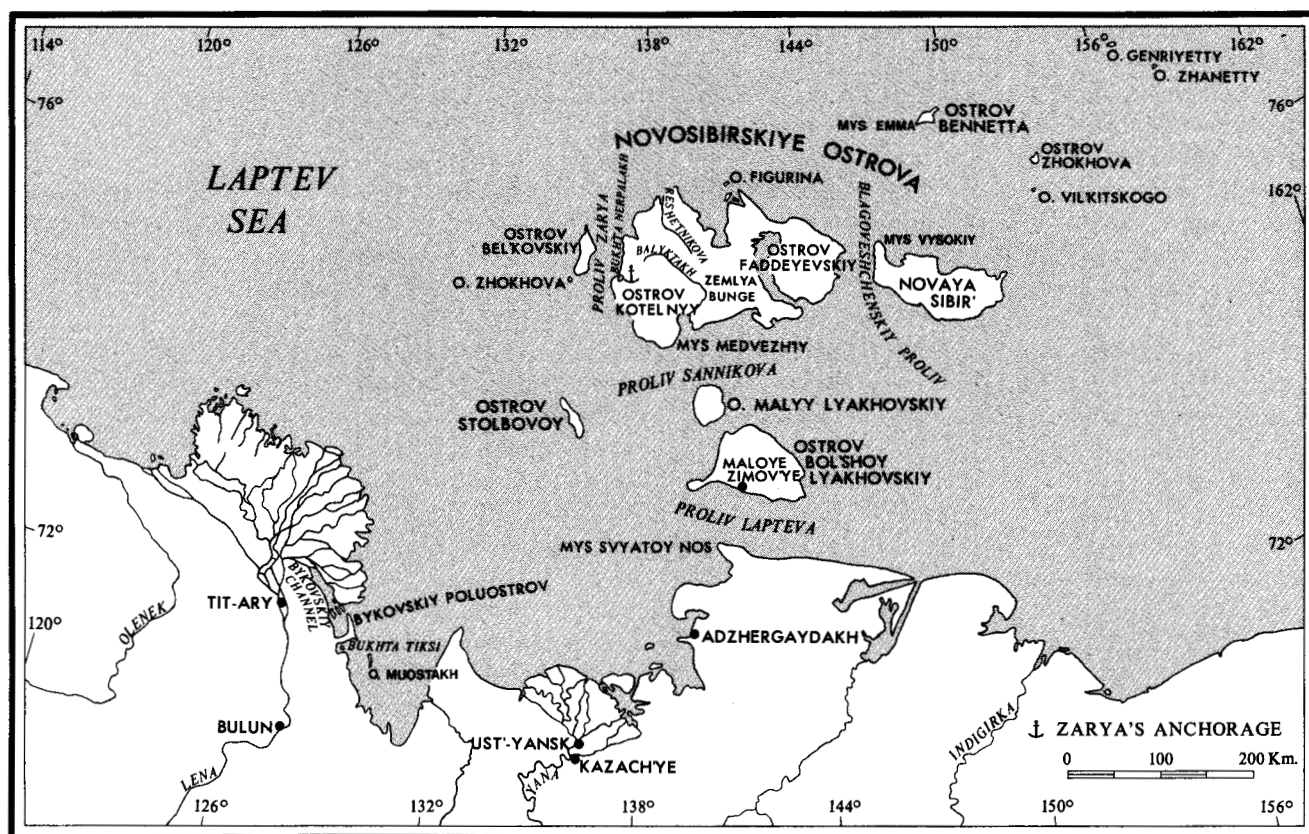 114° 120° 126° 132° 138° 144° 150° 156° 162°
O. GENRIYETTY
O. ZHANETTY
76° 76°
OSTROV
BENNETTA
MYS EMMA
NOVOSIBIRSKIYE OSTROVA
OSTROV
ZHOKHOVA
LAPTEV
SEA
O. FIGURINA
O. VIL'KITSKOGO
162°
PROLIV ZARYA
BUKHTA NERPALAKH
RESHETNIKOVA
BLAGOVESHCHENSKIY PROLIV
OSTROV
BEL'KOVSKIY
MYS VYSOKIY
BALYKTAKH
OSTROV
FADDEYEVSKIY
O. ZHOKHOVA
ZEMLYA
BUNGE
NOVAYA
SIBIR'
OSTROV
KOTELNYY
MYS MEDVEZH'IY
PROLIV SANNIKOVA
OSTROV
STOLBOVOY
O. MALYY LYAKHOVSKIY
OSTROV
BOL'SHOY
LYAKHOVSKIY
MALOYE
ZIMOV'YE
PROLIV LAPTEVA
72° 72°
MYS SVYATOY NOS
BYKOVSKIY
CHANNEL
TIT-ARY
BYKOVSKIY POLUOSTROV
OLENEK
120°
BUKHTA TIKSI
ADZHERGAYDAKH
O. MUOSTAKH
BULUN
UST'-YANSK
KAZACH'YE
LENA
YANA
INDIGIRKA
ZARYA'S ANCHORAGE
0 100 200 Km.
126° 132° 138° 144° 150° 156°